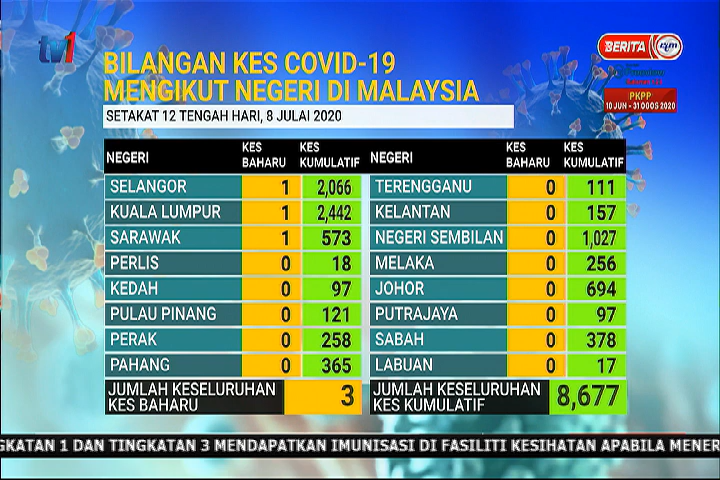 tv1
BILANGAN KES COVID-19
MENGIKUT NEGERI DI MALAYSIA
SETAKAT 12 TENGAH HARI, 8 JULAI 2020
BERITA rtm
PKPP
10 JUN - 31 OGOS 2020
NEGERI KES BAHARU KES KUMULATIF NEGERI KES BAHARU KES KUMULATIF
SELANGOR 1 2,066 TERENGGANU 0 111
KUALA LUMPUR 1 2,442 KELANTAN 0 157
SARAWAK 1 573 NEGERI SEMBILAN 0 1,027
PERLIS 0 18 MELAKA 0 256
KEDAH 0 97 JOHOR 0 694
PULAU PINANG 0 121 PUTRAJAYA 0 97
PERAK 0 258 SABAH 0 378
PAHANG 0 365 LABUAN 0 17
JUMLAH KESELURUHAN KES BAHARU 3 JUMLAH KESELURUHAN KES KUMULATIF 8,677
GKATAN 1 DAN TINGKATAN 3 MENDAPATKAN IMUNISASI DI FASILITI KESIHATAN APABILA MENER